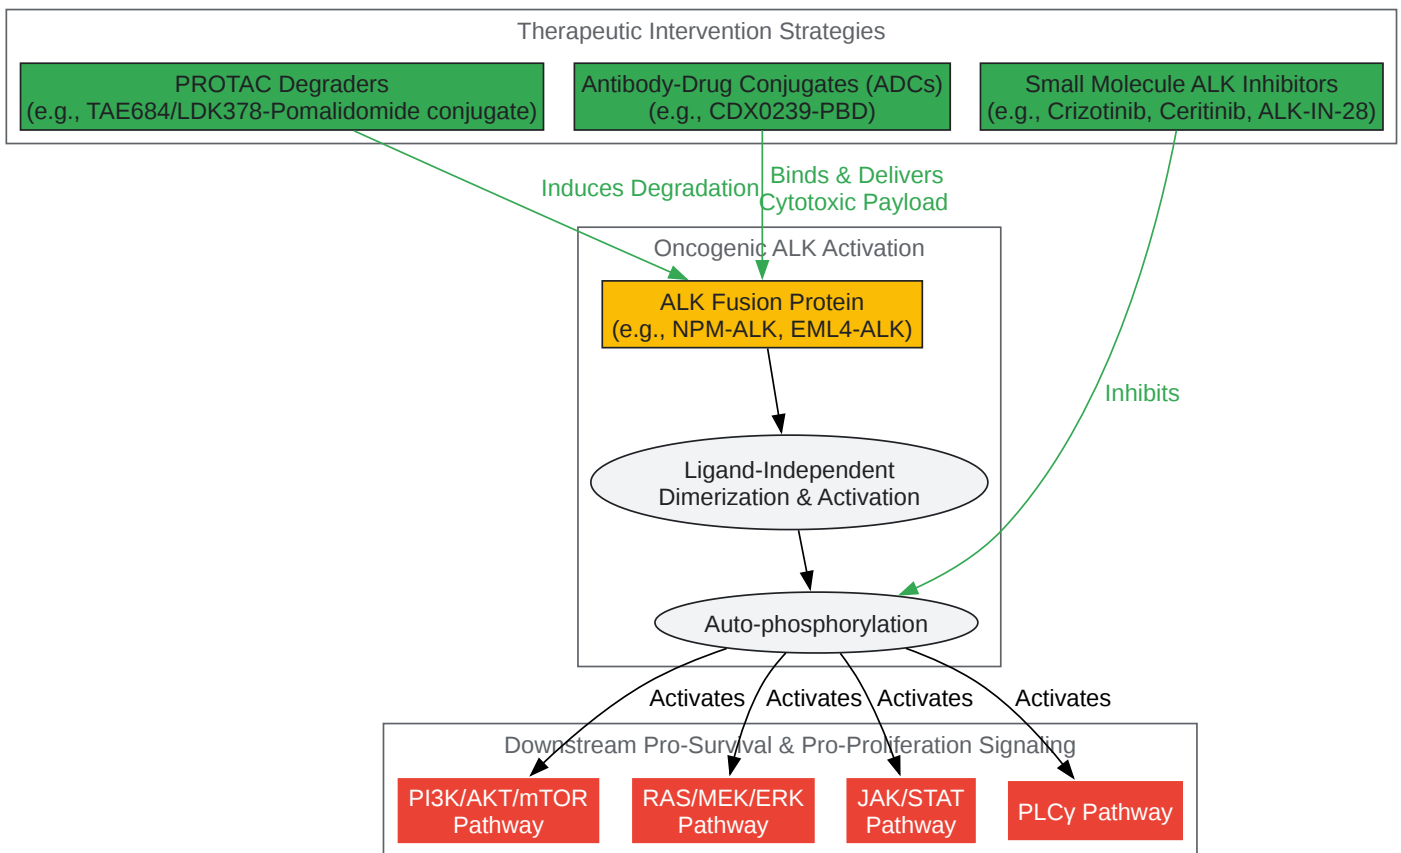 Therapeutic Intervention Strategies
PROTAC Degraders
(e.g., TAE684/LDK378-Pomalidomide conjugate)
Antibody-Drug Conjugates (ADCs)
(e.g., CDX0239-PBD)
Small Molecule ALK Inhibitors
(e.g., Crizotinib, Ceritinib, ALK-IN-28)
Induces Degradation
Binds & Delivers
Cytotoxic Payload
Oncogenic ALK Activation
ALK Fusion Protein
(e.g., NPM-ALK, EML4-ALK)
Inhibits
Ligand-Independent
Dimerization & Activation
Auto-phosphorylation
Activates
Activates
Activates
Activates
Downstream Pro-Survival & Pro-Proliferation Signaling
PI3K/AKT/mTOR
Pathway
RAS/MEK/ERK
Pathway
JAK/STAT
Pathway
PLCγ Pathway